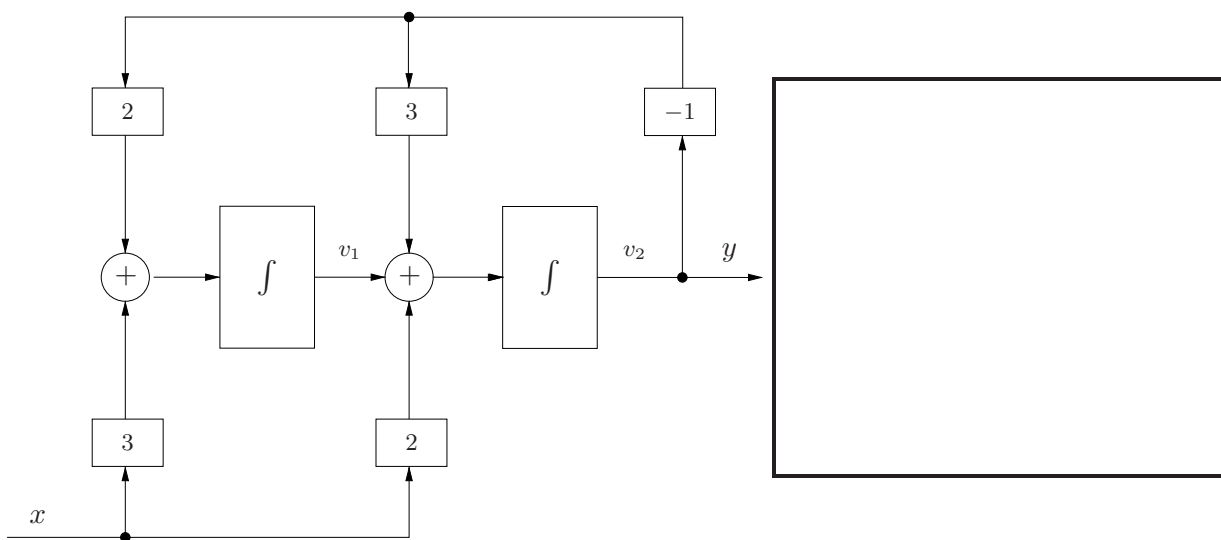 2 3 −1
v₁ v₂ y
+ ∫ + ∫
3 2
x